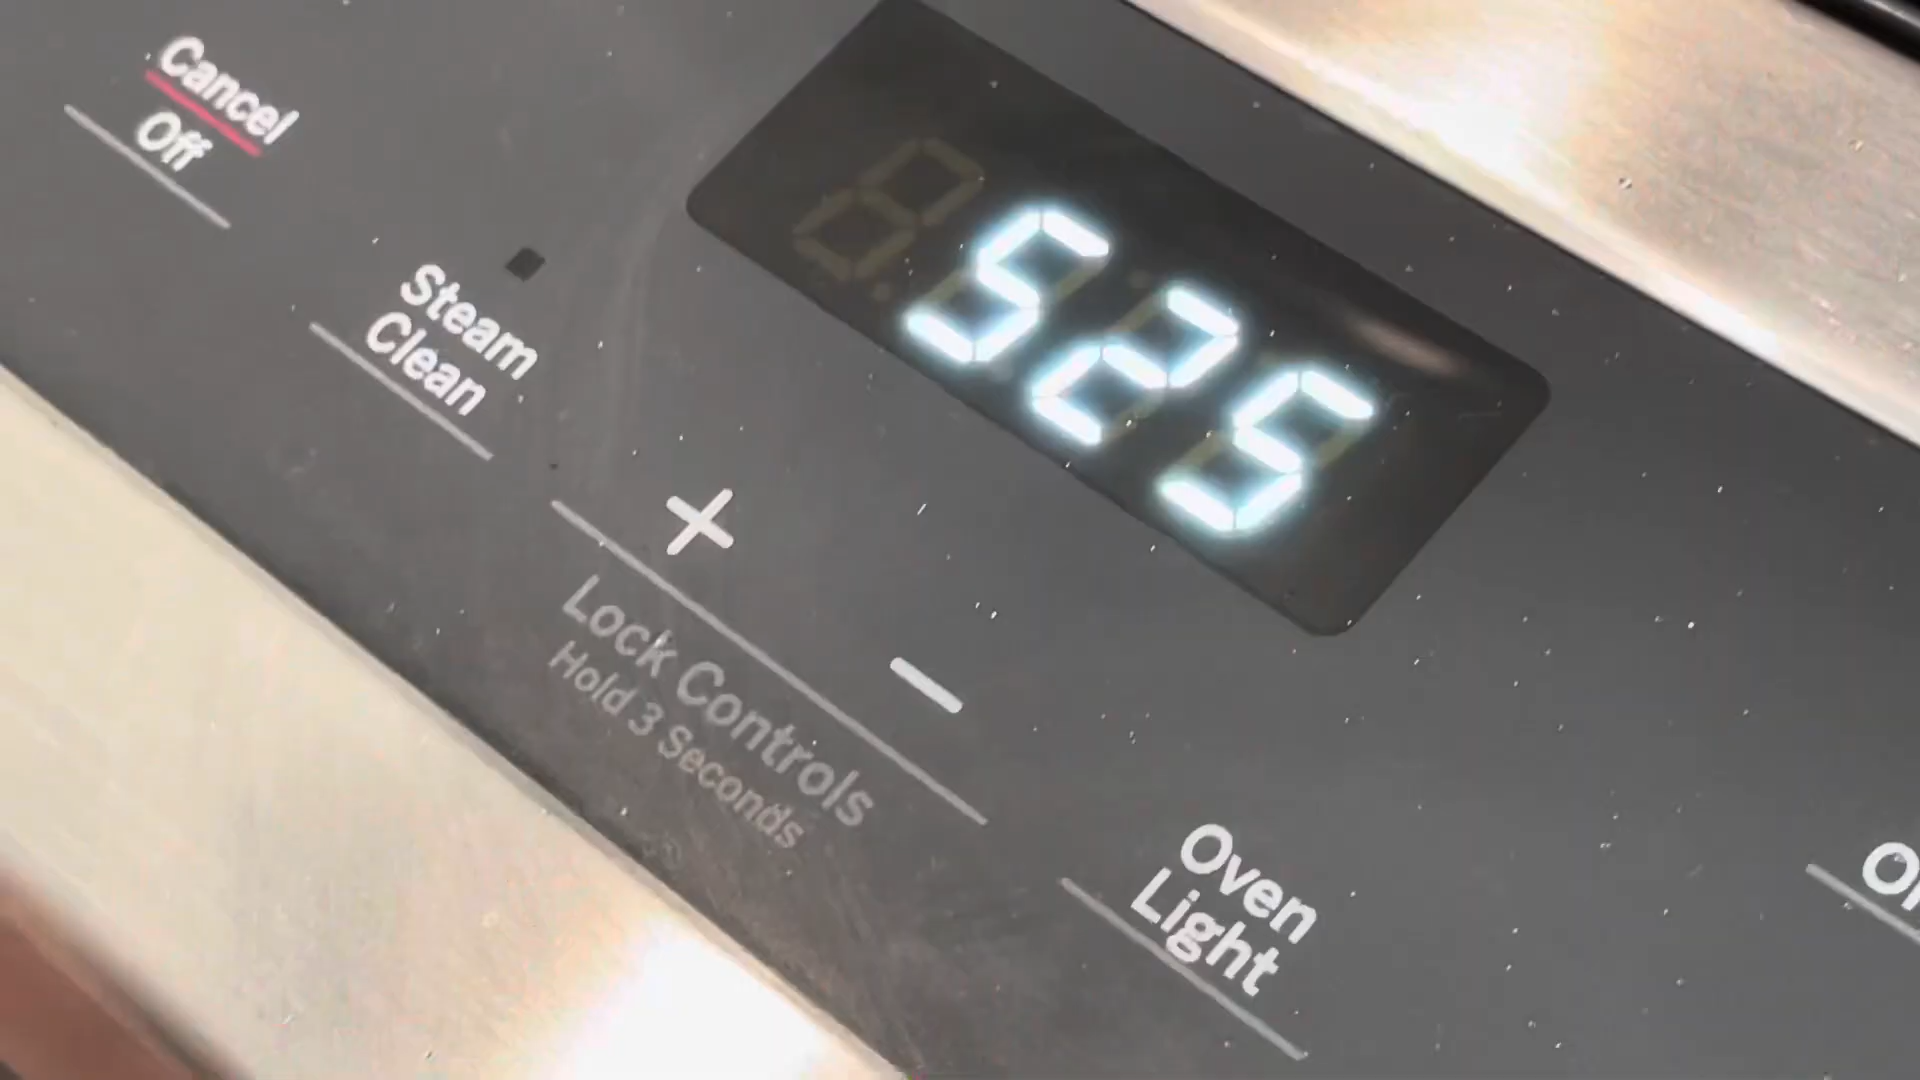 Cancel
Off
Steam
Clean
525
+
-
Lock Controls
Hold 3 Seconds
Oven
Light